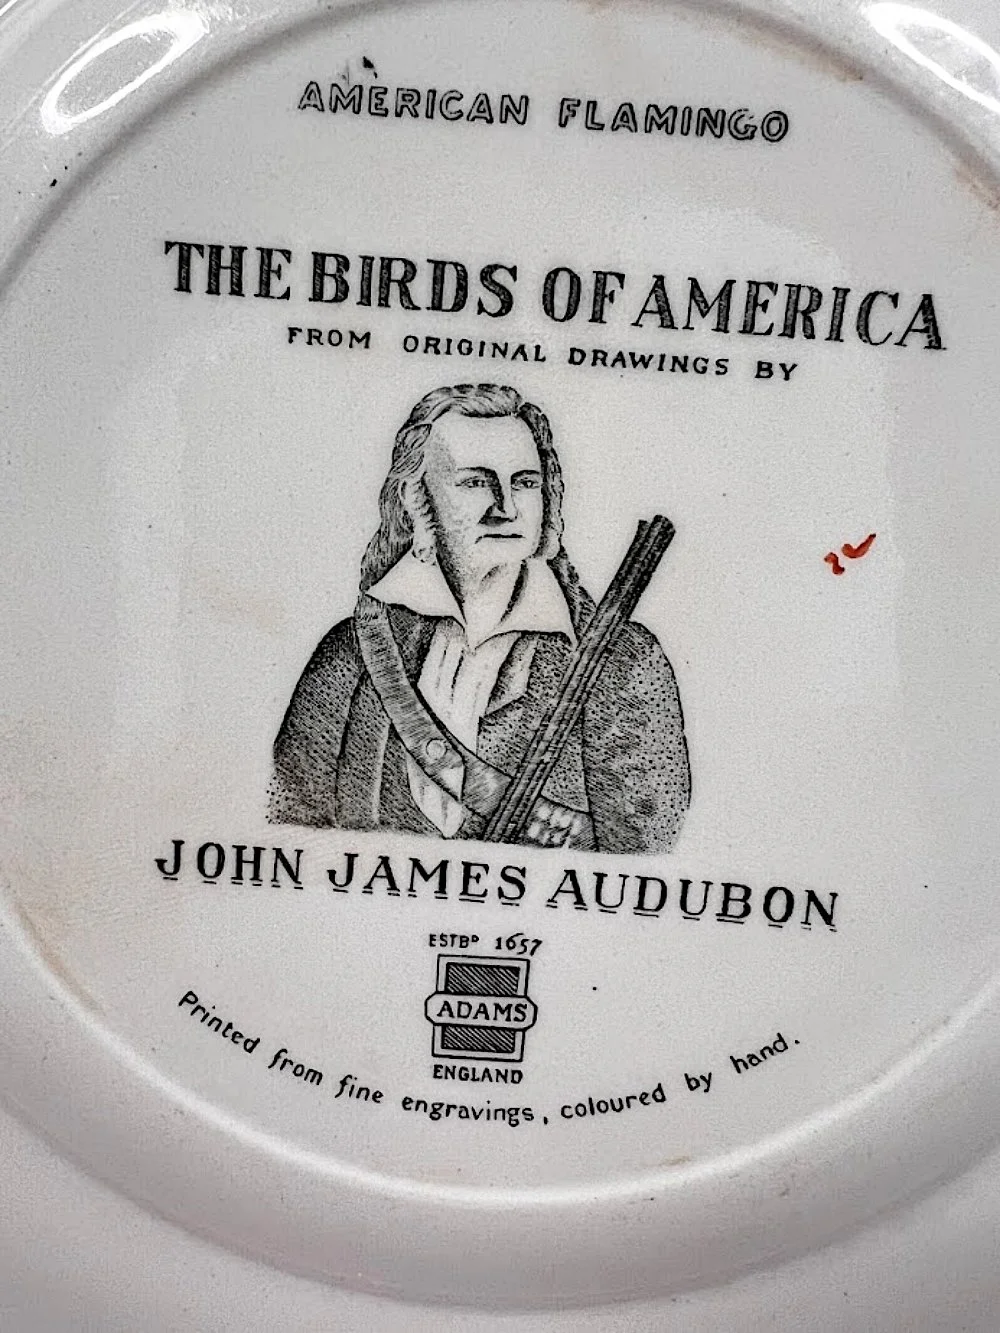 AMERICAN FLAMINGO
THE BIRDS OF AMERICA
FROM ORIGINAL DRAWINGS BY
JOHN JAMES AUDUBON
ESTBD 1657
ADAMS
ENGLAND
Printed from fine engravings, coloured by hand.